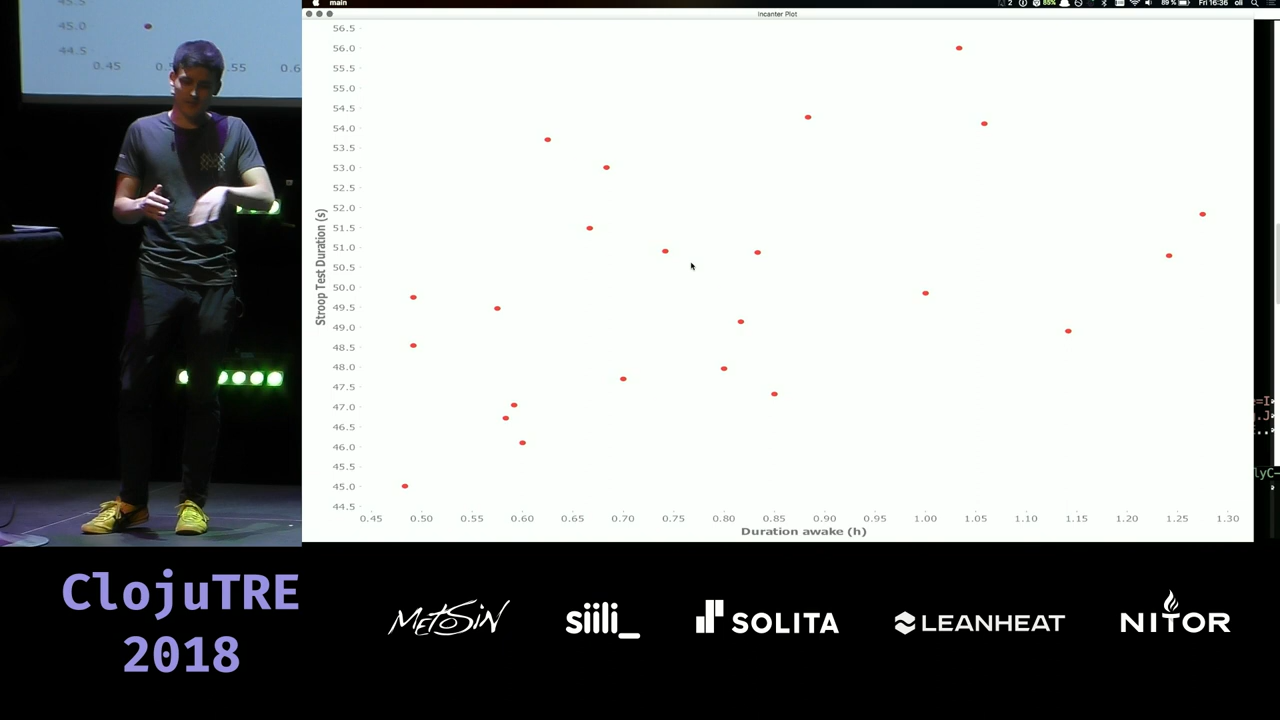 45.5
45.0
44.5
0.45
main
89 %
Fri 16:36
oli
Incanter Plot
56.5
56.0
55.5
55.0
54.5
54.0
53.5
53.0
52.5
52.0
51.5
51.0
50.5
50.0
49.5
49.0
48.5
48.0
47.5
47.0
46.5
46.0
45.5
45.0
44.5
Stroop Test Duration (s)
0.45 0.50 0.55 0.60 0.65 0.70 0.75 0.80 0.85 0.90 0.95 1.00 1.05 1.10 1.15 1.20 1.25 1.30
Duration awake (h)
ClojuTRE
2018
METOSIN
siili_
SOLITA
LEANHEAT
NITOR